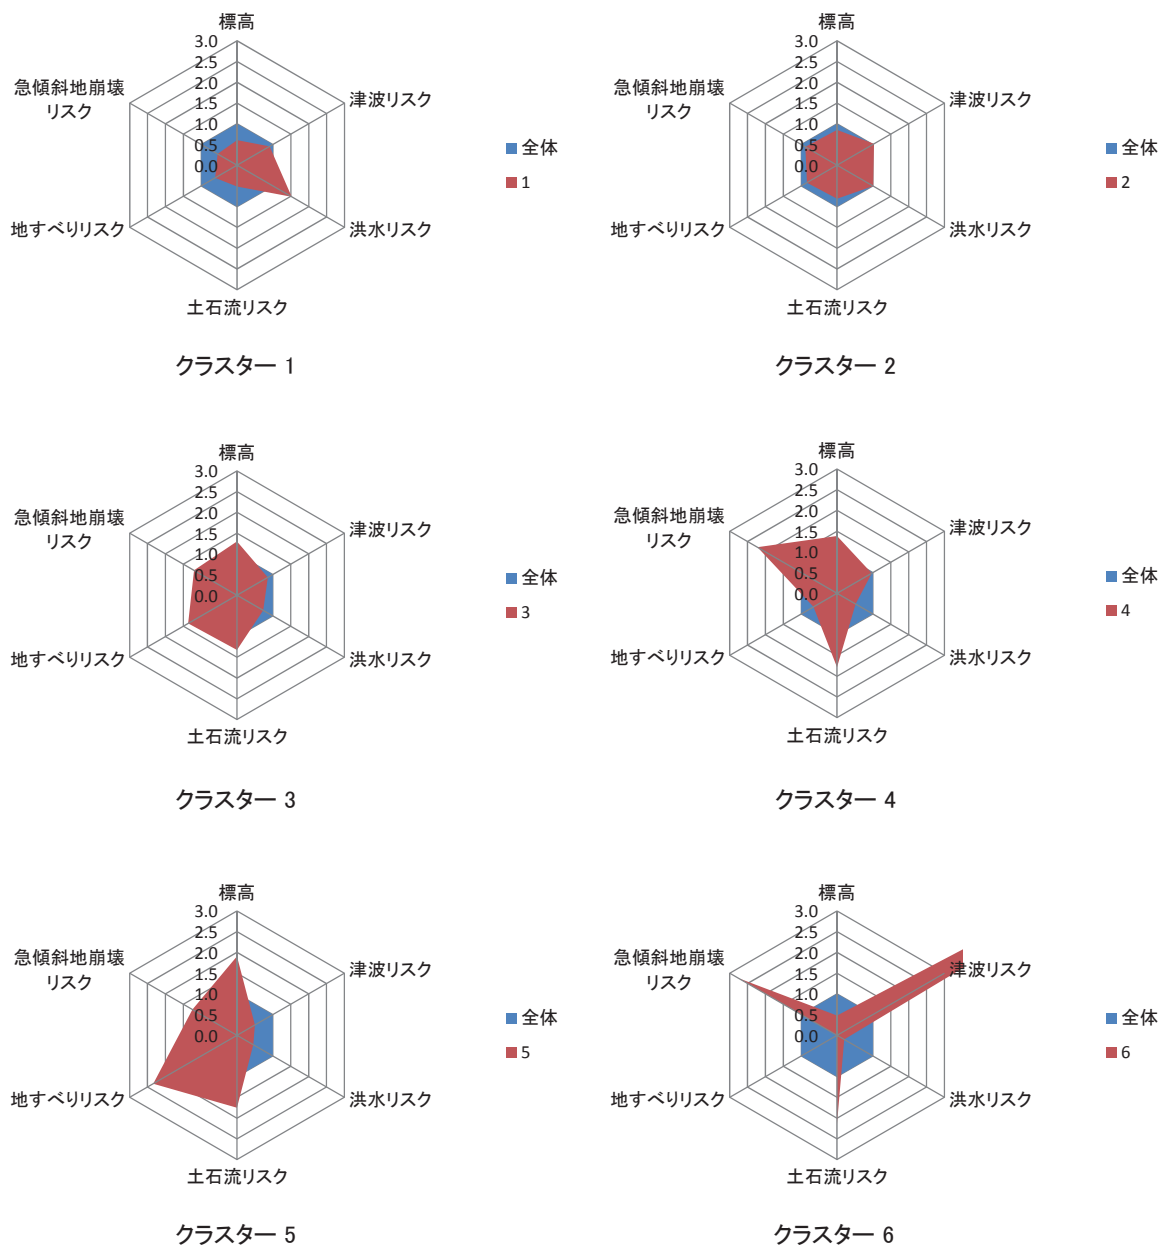 標高
3.0
2.5
2.0
1.5
1.0
0.5
0.0
急傾斜地崩壊
リスク
津波リスク
地すべりリスク
洪水リスク
土石流リスク
全体
1
クラスター 1
標高
3.0
2.5
2.0
1.5
1.0
0.5
0.0
急傾斜地崩壊
リスク
津波リスク
地すべりリスク
洪水リスク
土石流リスク
全体
2
クラスター 2
標高
3.0
2.5
2.0
1.5
1.0
0.5
0.0
急傾斜地崩壊
リスク
津波リスク
地すべりリスク
洪水リスク
土石流リスク
全体
3
クラスター 3
標高
3.0
2.5
2.0
1.5
1.0
0.5
0.0
急傾斜地崩壊
リスク
津波リスク
地すべりリスク
洪水リスク
土石流リスク
全体
4
クラスター 4
標高
3.0
2.5
2.0
1.5
1.0
0.5
0.0
急傾斜地崩壊
リスク
津波リスク
地すべりリスク
洪水リスク
土石流リスク
全体
5
クラスター 5
標高
3.0
2.5
2.0
1.5
1.0
0.5
0.0
急傾斜地崩壊
リスク
津波リスク
地すべりリスク
洪水リスク
土石流リスク
全体
6
クラスター 6